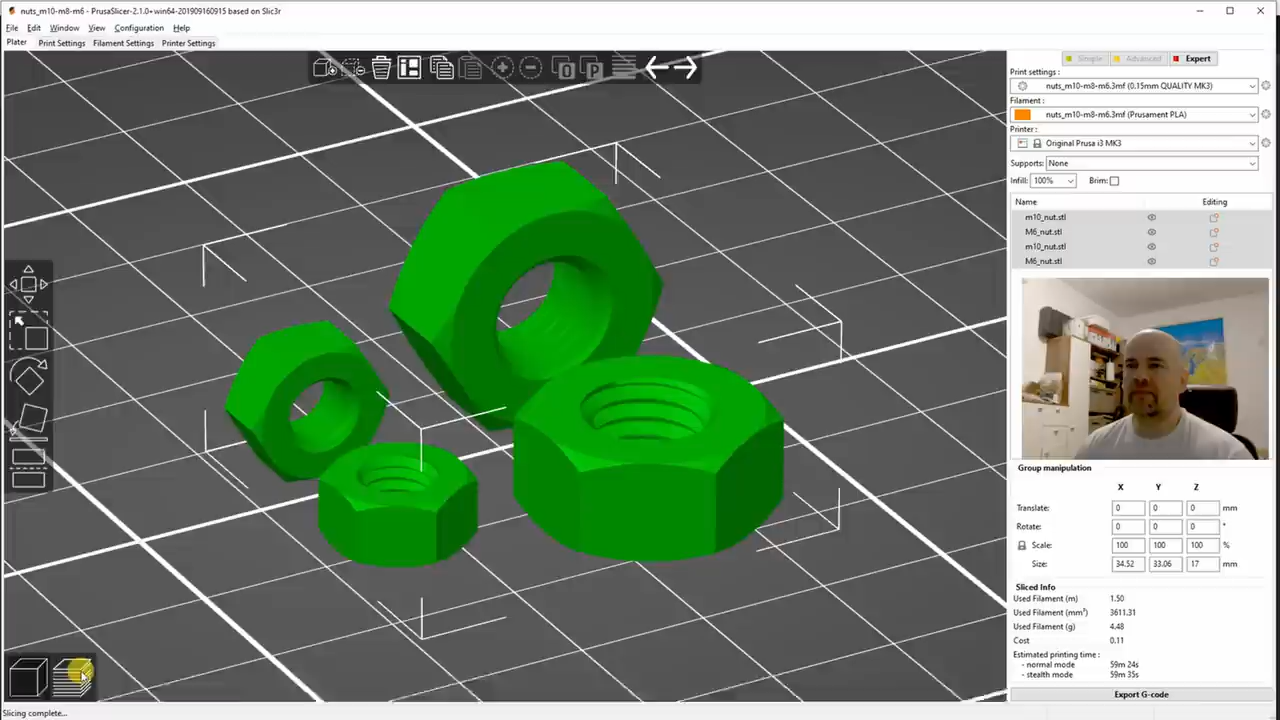 nuts_m10-m8-m6 - PrusaSlicer-2.1.0+win64-201909160915 based on Slic3r
File Edit Window View Configuration Help
Plater Print Settings Filament Settings Printer Settings
Simple Advanced Expert
Print settings :
nuts_m10-m8-m6.3mf (0.15mm QUALITY MK3)
Filament :
nuts_m10-m8-m6.3mf (Prusament PLA)
Printer :
Original Prusa i3 MK3
Supports: None
Infill: 100% Brim:
Name Editing
m10_nut.stl
M6_nut.stl
m10_nut.stl
M6_nut.stl
Group manipulation
X Y Z
Translate: 0 0 0 mm
Rotate: 0 0 0 °
Scale: 100 100 100 %
Size: 34.52 33.06 17 mm
Sliced Info
Used Filament (m) 1.50
Used Filament (mm³) 3611.31
Used Filament (g) 4.48
Cost 0.11
Estimated printing time :
- normal mode 59m 24s
- stealth mode 59m 35s
Export G-code
Slicing complete...